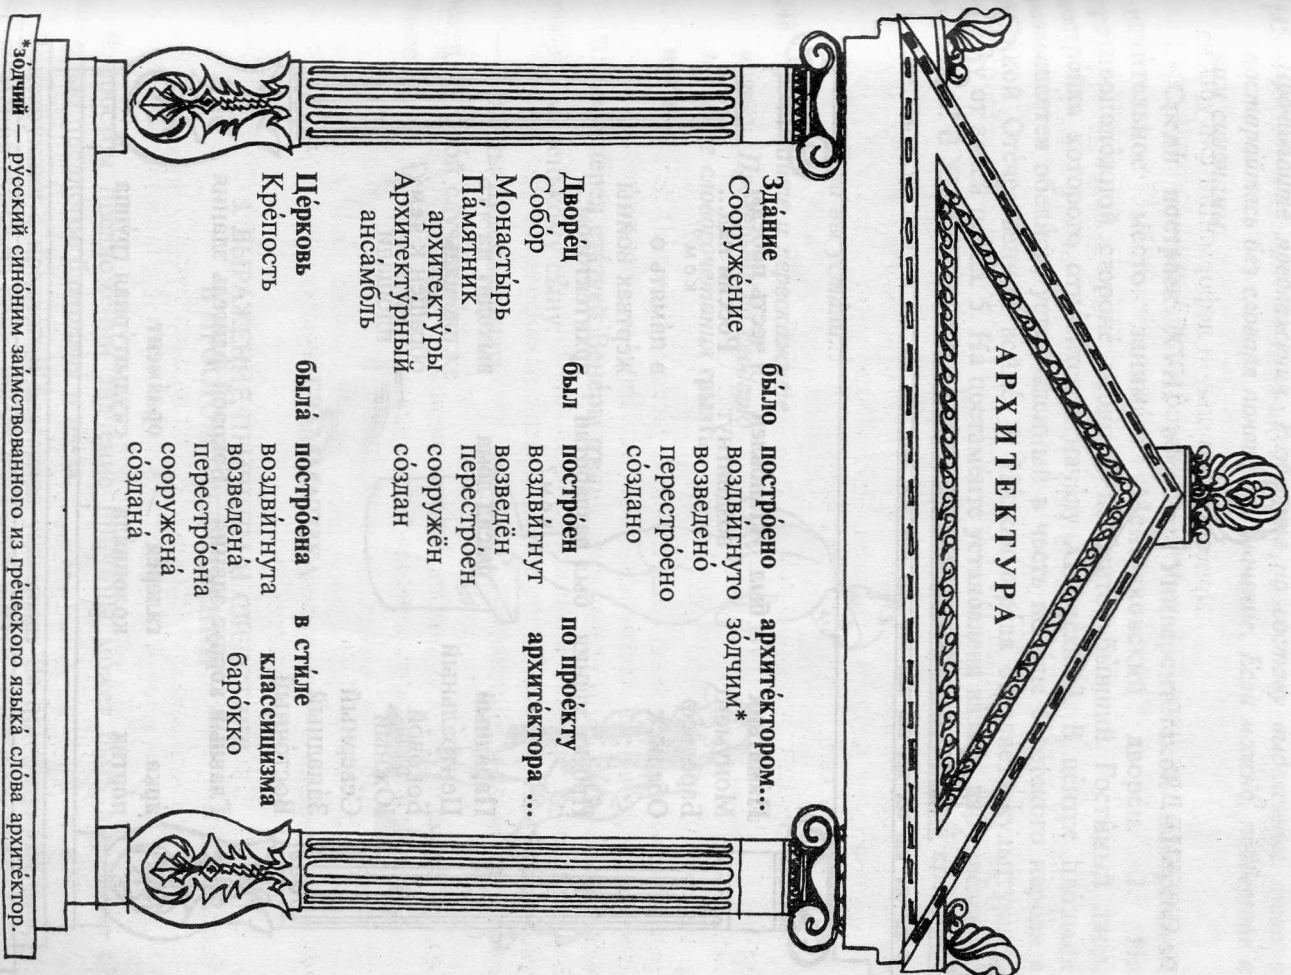 АРХИТЕКТУРА
Зда́ние бы́ло постро́ено архите́ктором...
Сооруже́ние воздви́гнуто зо́дчим*
возведено́
перестро́ено
со́здано
Дворе́ц был постро́ен по прое́кту
Собо́р воздви́гнут архите́ктора ...
Монасты́рь возведён
Па́мятник перестро́ен
архитекту́ры сооружён
Архитекту́рный со́здан
анса́мбль
Це́рковь была́ постро́ена в сти́ле
Кре́пость воздви́гнута классици́зма
возведена́ баро́кко
перестро́ена
сооружена́
со́здана́
*зо́дчий — ру́сский сино́ним заи́мствованного из гре́ческого языка́ сло́ва архите́ктор.